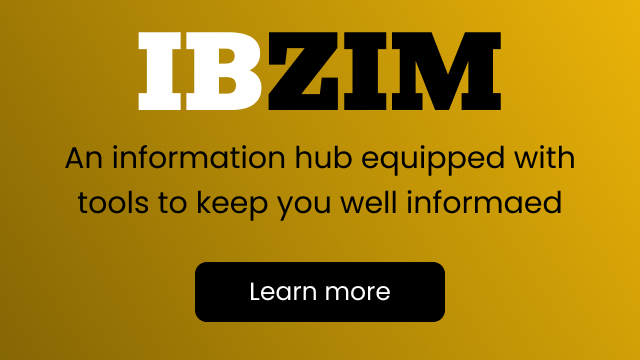 IBZIM
An information hub equipped with
tools to keep you well informaed
Learn more